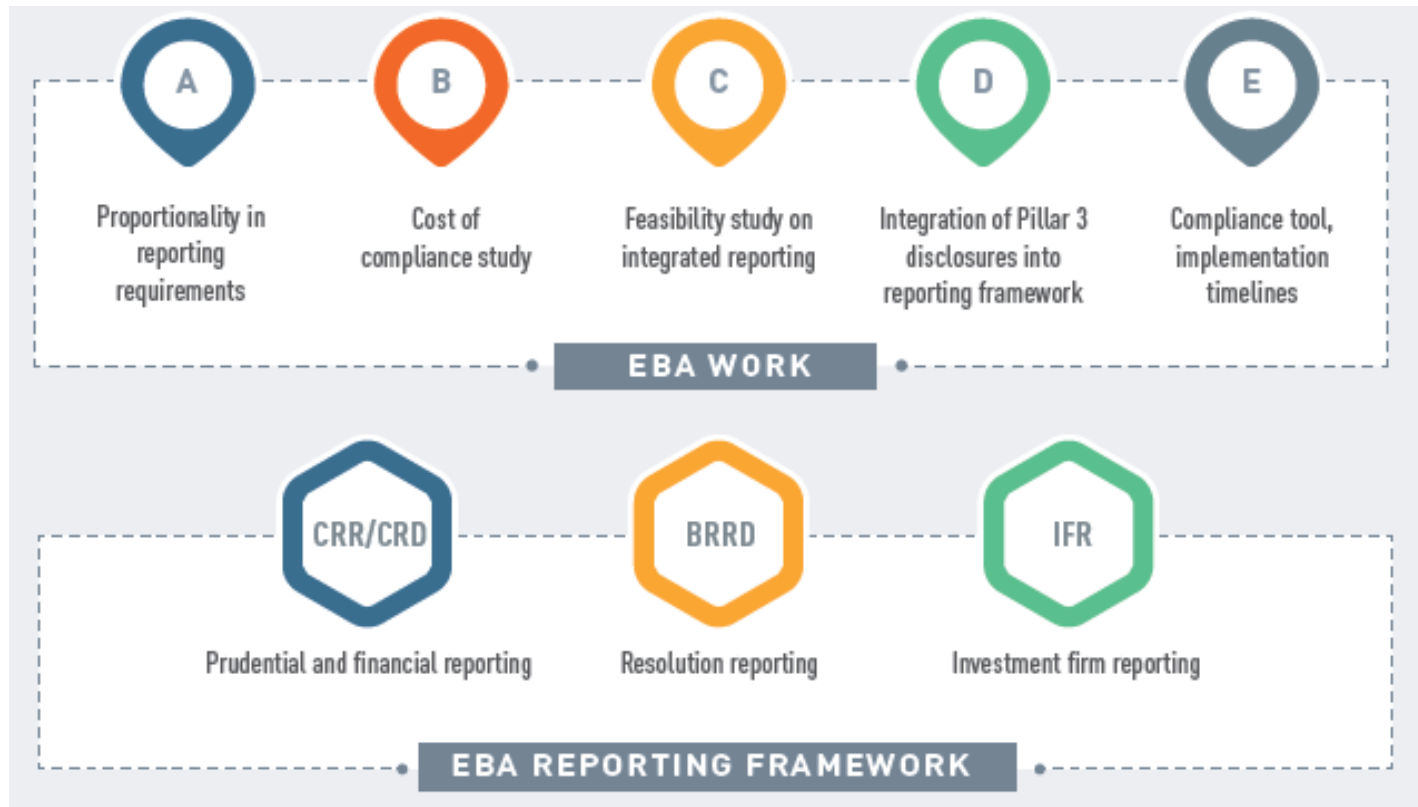 A
B
C
D
E
Proportionality in
reporting
requirements
Cost of
compliance study
Feasibility study on
integrated reporting
Integration of Pillar 3
disclosures into
reporting framework
Compliance tool,
implementation
timelines
EBA WORK
CRR/CRD
BRRD
IFR
Prudential and financial reporting
Resolution reporting
Investment firm reporting
EBA REPORTING FRAMEWORK